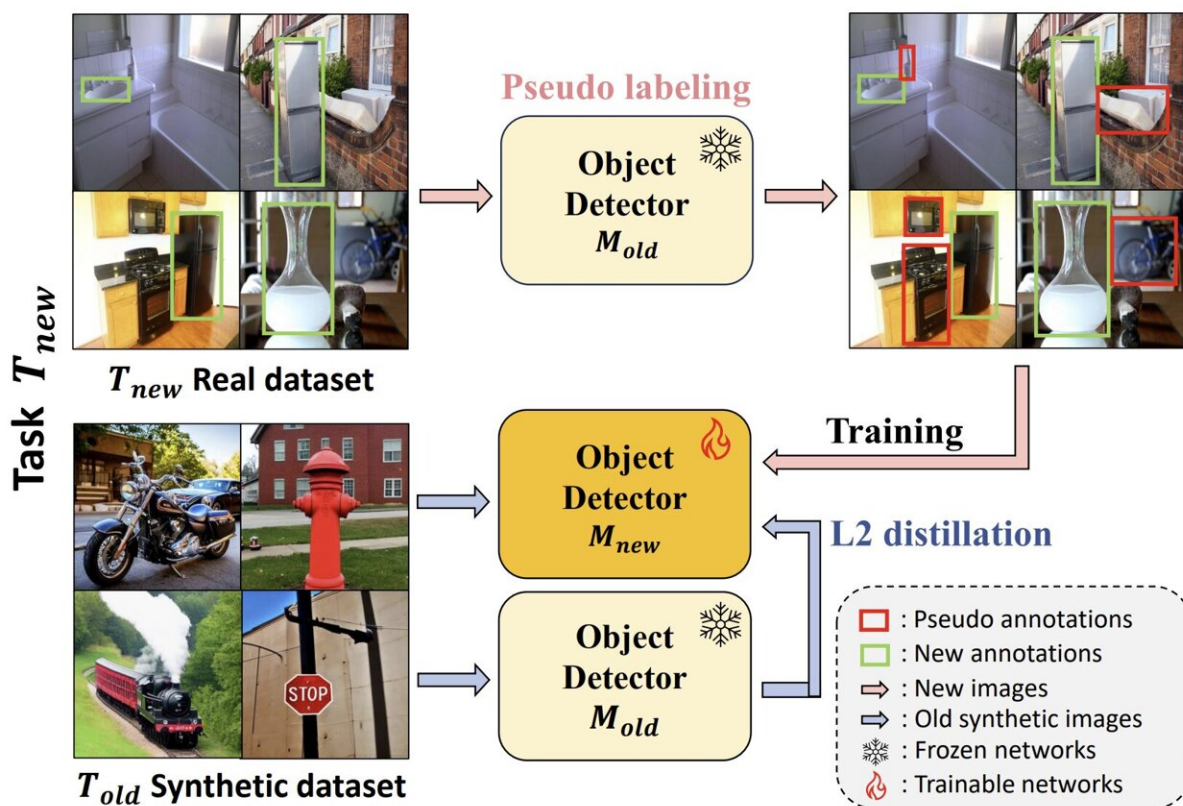 Task T_new
Pseudo labeling
Object
Detector
M_old
T_new Real dataset
Training
Object
Detector
M_new
L2 distillation
Object
Detector
M_old
STOP
T_old Synthetic dataset
: Pseudo annotations
: New annotations
: New images
: Old synthetic images
: Frozen networks
: Trainable networks